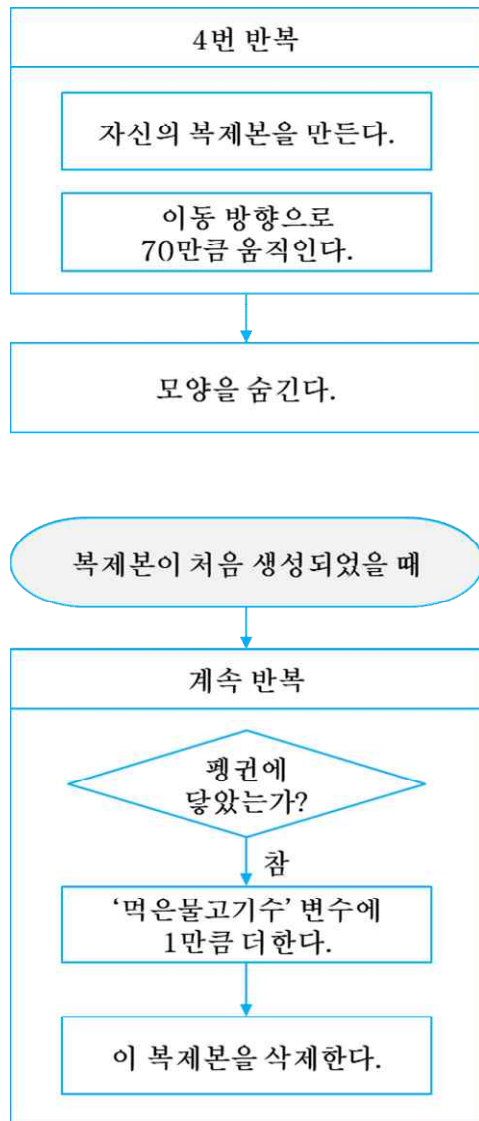 4번 반복
자신의 복제본을 만든다.
이동 방향으로
70만큼 움직인다.
모양을 숨긴다.
복제본이 처음 생성되었을 때
계속 반복
펭귄에
닿았는가?
참
‘먹은물고기수’ 변수에
1만큼 더한다.
이 복제본을 삭제한다.